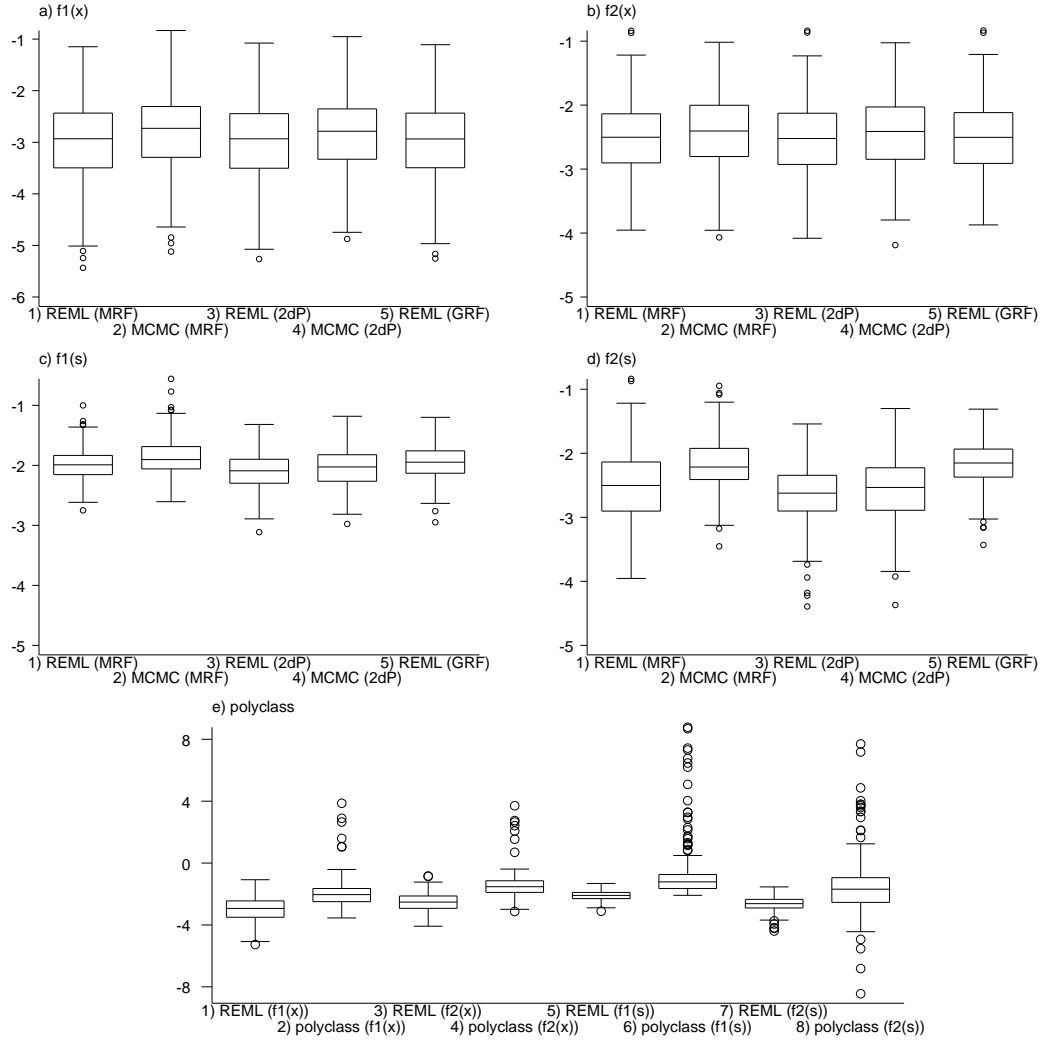 a) f1(x)
-1
-2
-3
-4
-5
-6
1) REML (MRF)
3) REML (2dP)
5) REML (GRF)
2) MCMC (MRF)
4) MCMC (2dP)
b) f2(x)
-1
-2
-3
-4
-5
1) REML (MRF)
3) REML (2dP)
5) REML (GRF)
2) MCMC (MRF)
4) MCMC (2dP)
c) f1(s)
-1
-2
-3
-4
-5
1) REML (MRF)
3) REML (2dP)
5) REML (GRF)
2) MCMC (MRF)
4) MCMC (2dP)
d) f2(s)
-1
-2
-3
-4
-5
1) REML (MRF)
3) REML (2dP)
5) REML (GRF)
2) MCMC (MRF)
4) MCMC (2dP)
e) polyclass
8
4
0
-4
-8
1) REML (f1(x))
3) REML (f2(x))
5) REML (f1(s))
7) REML (f2(s))
2) polyclass (f1(x))
4) polyclass (f2(x))
6) polyclass (f1(s))
8) polyclass (f2(s))